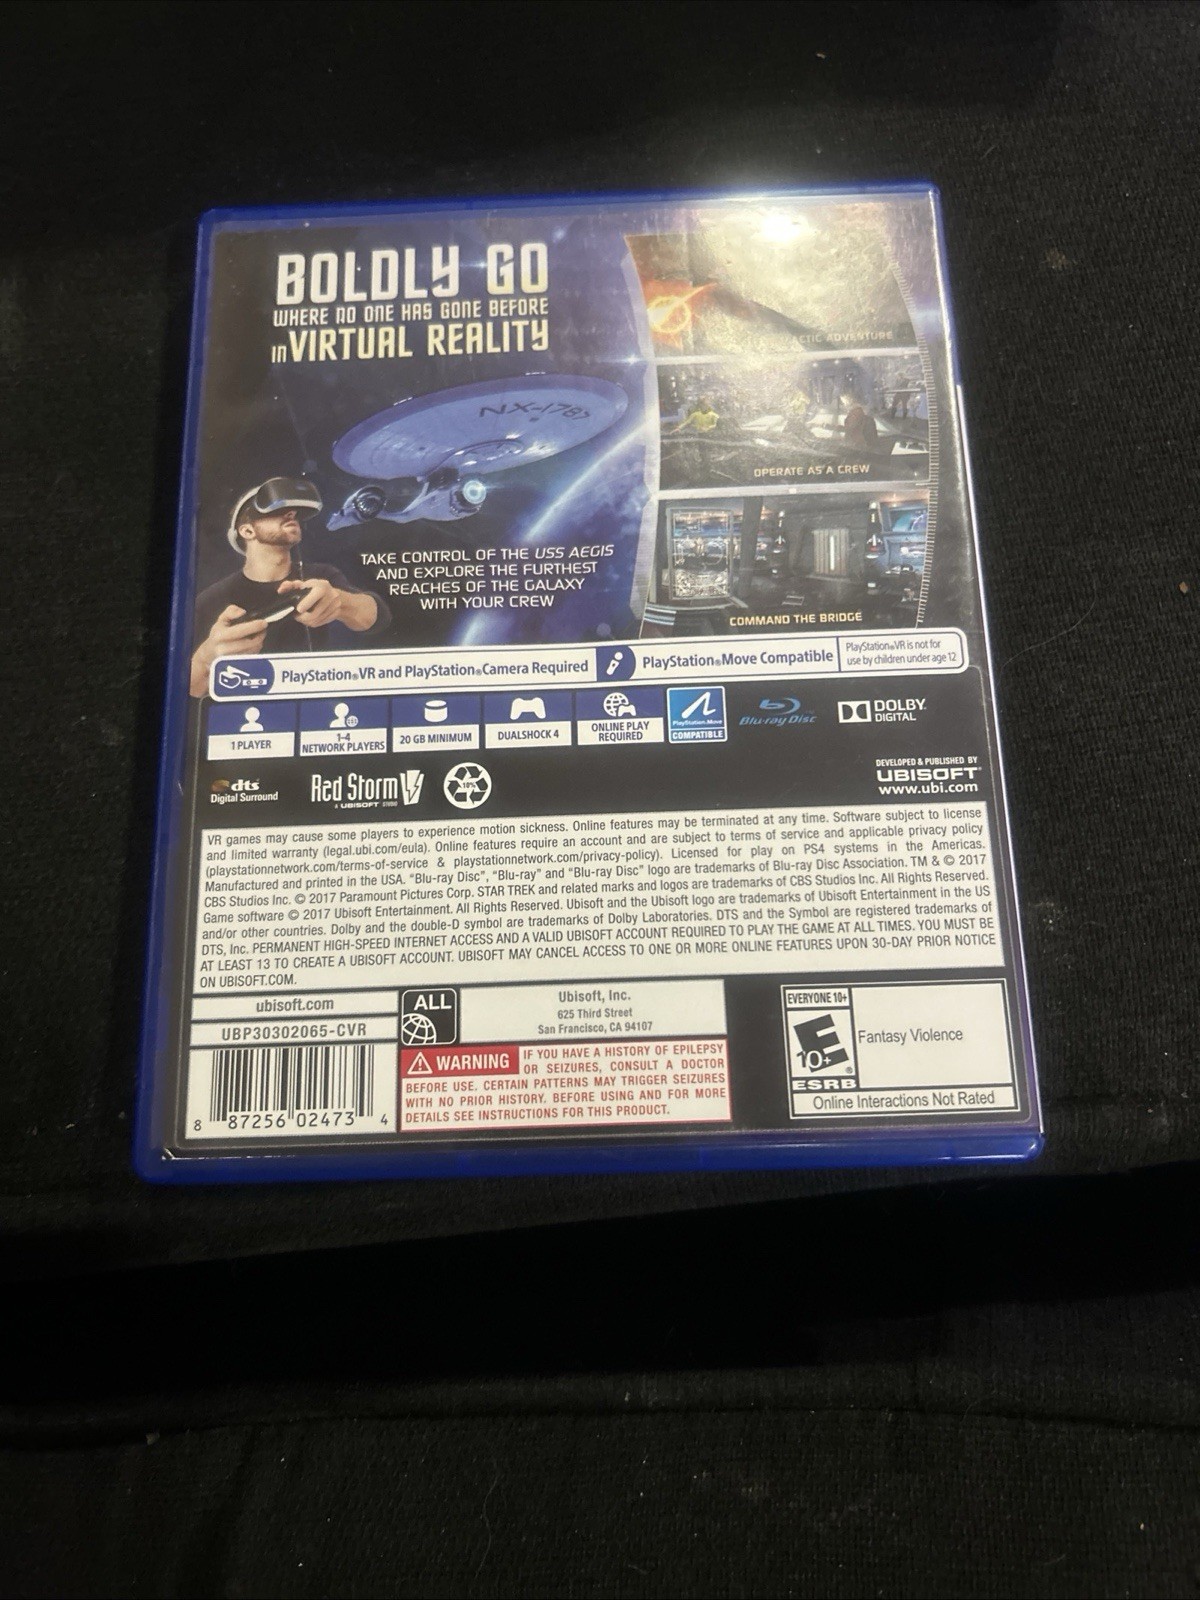 BOLDLY GO
WHERE NO ONE HAS GONE BEFORE
in VIRTUAL REALITY
NX-1787
TAKE CONTROL OF THE USS AEGIS
AND EXPLORE THE FURTHEST
REACHES OF THE GALAXY
WITH YOUR CREW
ADVENTURE
OPERATE AS A CREW
COMMAND THE BRIDGE
PlayStation®VR and PlayStation®Camera Required
PlayStation®Move Compatible
PlayStation®VR is not for
use by children under age 12
1 PLAYER
1-4
NETWORK PLAYERS
20 GB MINIMUM
DUALSHOCK 4
ONLINE PLAY
REQUIRED
PlayStation.Move
COMPATIBLE
Blu-ray Disc
DOLBY
DIGITAL
dts
Digital Surround
Red Storm
A UBISOFT STUDIO
10%
DEVELOPED & PUBLISHED BY
UBISOFT
www.ubi.com
VR games may cause some players to experience motion sickness. Online features may be terminated at any time. Software subject to license
and limited warranty (legal.ubi.com/eula). Online features require an account and are subject to terms of service and applicable privacy policy
(playstationnetwork.com/terms-of-service & playstationnetwork.com/privacy-policy). Licensed for play on PS4 systems in the Americas.
Manufactured and printed in the USA. "Blu-ray Disc", "Blu-ray" and "Blu-ray Disc" logo are trademarks of Blu-ray Disc Association. TM & © 2017
CBS Studios Inc. © 2017 Paramount Pictures Corp. STAR TREK and related marks and logos are trademarks of CBS Studios Inc. All Rights Reserved.
Game software © 2017 Ubisoft Entertainment. All Rights Reserved. Ubisoft and the Ubisoft logo are trademarks of Ubisoft Entertainment in the US
and/or other countries. Dolby and the double-D symbol are trademarks of Dolby Laboratories. DTS and the Symbol are registered trademarks of
DTS, Inc. PERMANENT HIGH-SPEED INTERNET ACCESS AND A VALID UBISOFT ACCOUNT REQUIRED TO PLAY THE GAME AT ALL TIMES. YOU MUST BE
AT LEAST 13 TO CREATE A UBISOFT ACCOUNT. UBISOFT MAY CANCEL ACCESS TO ONE OR MORE ONLINE FEATURES UPON 30-DAY PRIOR NOTICE
ON UBISOFT.COM.
ubisoft.com
UBP30302065-CVR
8 87256 02473 4
ALL
Ubisoft, Inc.
625 Third Street
San Francisco, CA 94107
WARNING IF YOU HAVE A HISTORY OF EPILEPSY
OR SEIZURES, CONSULT A DOCTOR
BEFORE USE. CERTAIN PATTERNS MAY TRIGGER SEIZURES
WITH NO PRIOR HISTORY. BEFORE USING AND FOR MORE
DETAILS SEE INSTRUCTIONS FOR THIS PRODUCT.
EVERYONE 10+
E
10+
ESRB
Fantasy Violence
Online Interactions Not Rated